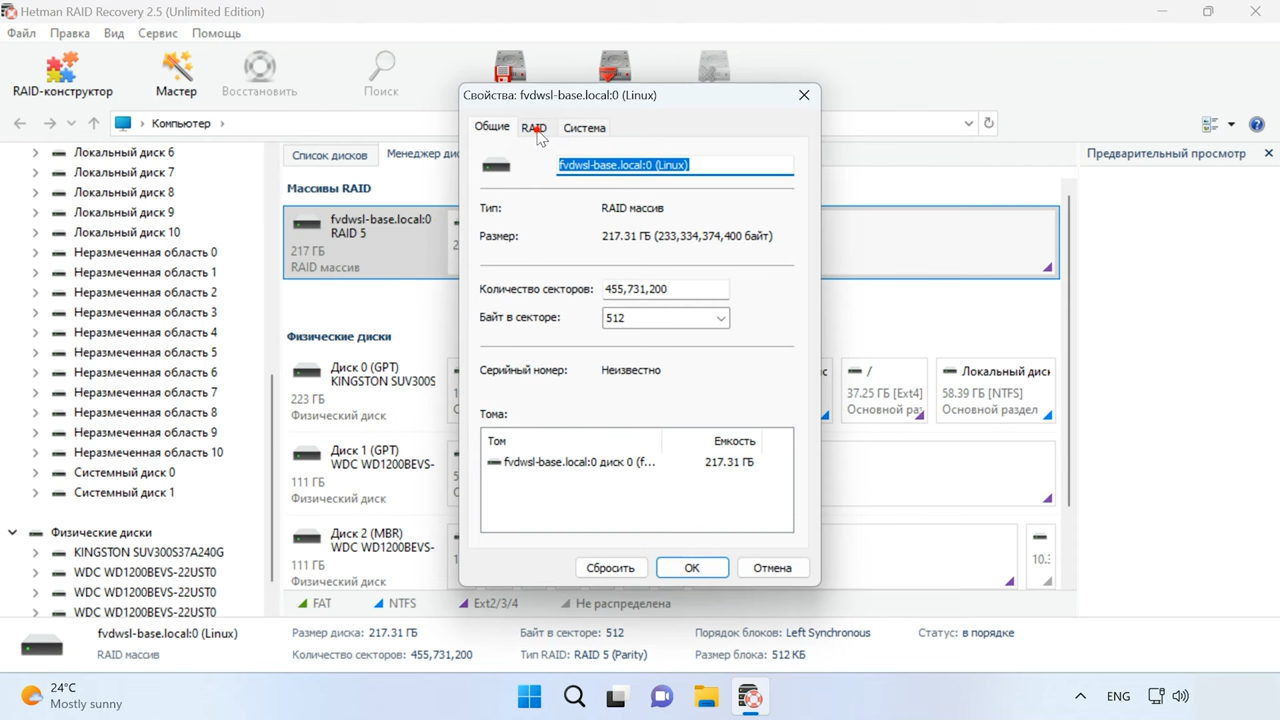 Hetman RAID Recovery 2.5 (Unlimited Edition)
Файл Правка Вид Сервис Помощь
RAID-конструктор Мастер Восстановить Поиск
Компьютер
Локальный диск 6
Локальный диск 7
Локальный диск 8
Локальный диск 9
Локальный диск 10
Неразмеченная область 0
Неразмеченная область 1
Неразмеченная область 2
Неразмеченная область 3
Неразмеченная область 4
Неразмеченная область 5
Неразмеченная область 6
Неразмеченная область 7
Неразмеченная область 8
Неразмеченная область 9
Неразмеченная область 10
Системный диск 0
Системный диск 1
Физические диски
KINGSTON SUV300S37A240G
WDC WD1200BEVS-22UST0
WDC WD1200BEVS-22UST0
WDC WD1200BEVS-22UST0
Список дисков Менеджер ди
Массивы RAID
fvdwsl-base.local:0
RAID 5
217 ГБ
RAID массив
Физические диски
Диск 0 (GPT)
KINGSTON SUV300S
223 ГБ
Физический диск
Диск 1 (GPT)
WDC WD1200BEVS-
111 ГБ
Физический диск
Диск 2 (MBR)
WDC WD1200BEVS-
111 ГБ
Физический диск
/
37.25 ГБ [Ext4]
Основной ра
Локальный дис
58.39 ГБ [NTFS]
Основной раздел
10.
FAT NTFS Ext2/3/4 Не распределена
Свойства: fvdwsl-base.local:0 (Linux)
Общие RAID Система
fvdwsl-base.local:0 (Linux)
Тип: RAID массив
Размер: 217.31 ГБ (233,334,374,400 байт)
Количество секторов: 455,731,200
Байт в секторе: 512
Серийный номер: Неизвестно
Тома:
Том Емкость
fvdwsl-base.local:0 диск 0 (f... 217.31 ГБ
Сбросить OK Отмена
Предварительный просмотр
fvdwsl-base.local:0 (Linux)
RAID массив
Размер диска: 217.31 ГБ
Количество секторов: 455,731,200
Байт в секторе: 512
Тип RAID: RAID 5 (Parity)
Порядок блоков: Left Synchronous
Размер блока: 512 КБ
Статус: в порядке
24°C
Mostly sunny
ENG